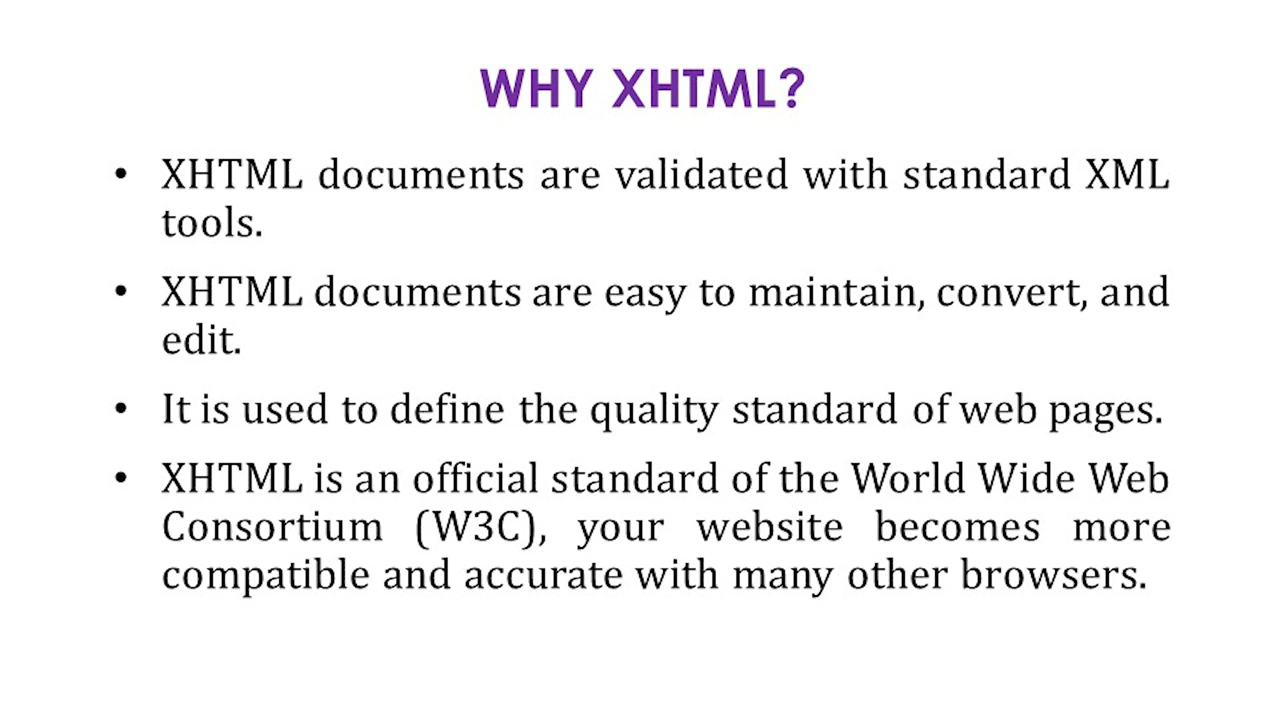 WHY XHTML?
• XHTML documents are validated with standard XML
tools.
• XHTML documents are easy to maintain, convert, and
edit.
• It is used to define the quality standard of web pages.
• XHTML is an official standard of the World Wide Web
Consortium (W3C), your website becomes more
compatible and accurate with many other browsers.